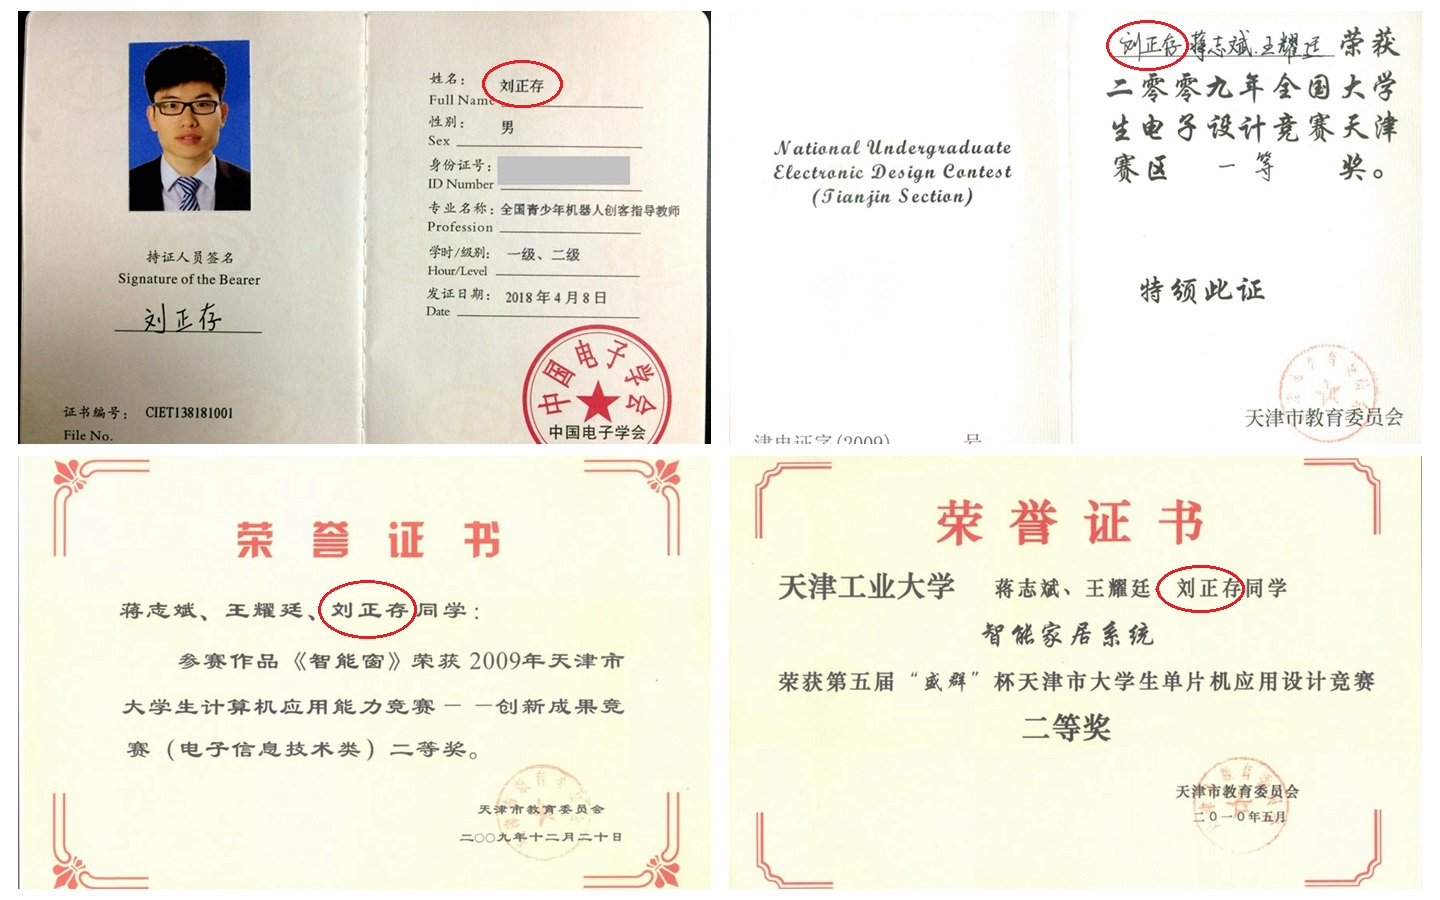 姓名: 刘正存
Full Name
性别: 男
Sex
身份证号:
ID Number
专业名称: 全国青少年机器人创客指导教师
Profession
学时/级别: 一级、二级
Hour/Level
发证日期: 2018 年 4 月 8 日
Date
持证人员签名
Signature of the Bearer
刘正存
证书编号: CIET138181001
File No.
中国电子学会
中国电子学会
National Undergraduate
Electronic Design Contest
(Tianjin Section)
刘正存 蒋志斌.王耀廷 荣获
二零零九年全国大学
生电子设计竞赛天津
赛区 一等 奖。
特颁此证
天津市教育委员会
津电证字(2009) 号
荣誉证书
蒋志斌、王耀廷、刘正存同学:
参赛作品《智能窗》荣获 2009年天津市
大学生计算机应用能力竞赛——创新成果竞
赛(电子信息技术类)二等奖。
天津市教育委员会
二〇〇九年十二月二十日
荣誉证书
天津工业大学 蒋志斌、王耀廷 刘正存同学
智能家居系统
荣获第五届“盛群”杯天津市大学生单片机应用设计竞赛
二等奖
天津市教育委员会
二〇一〇年五月